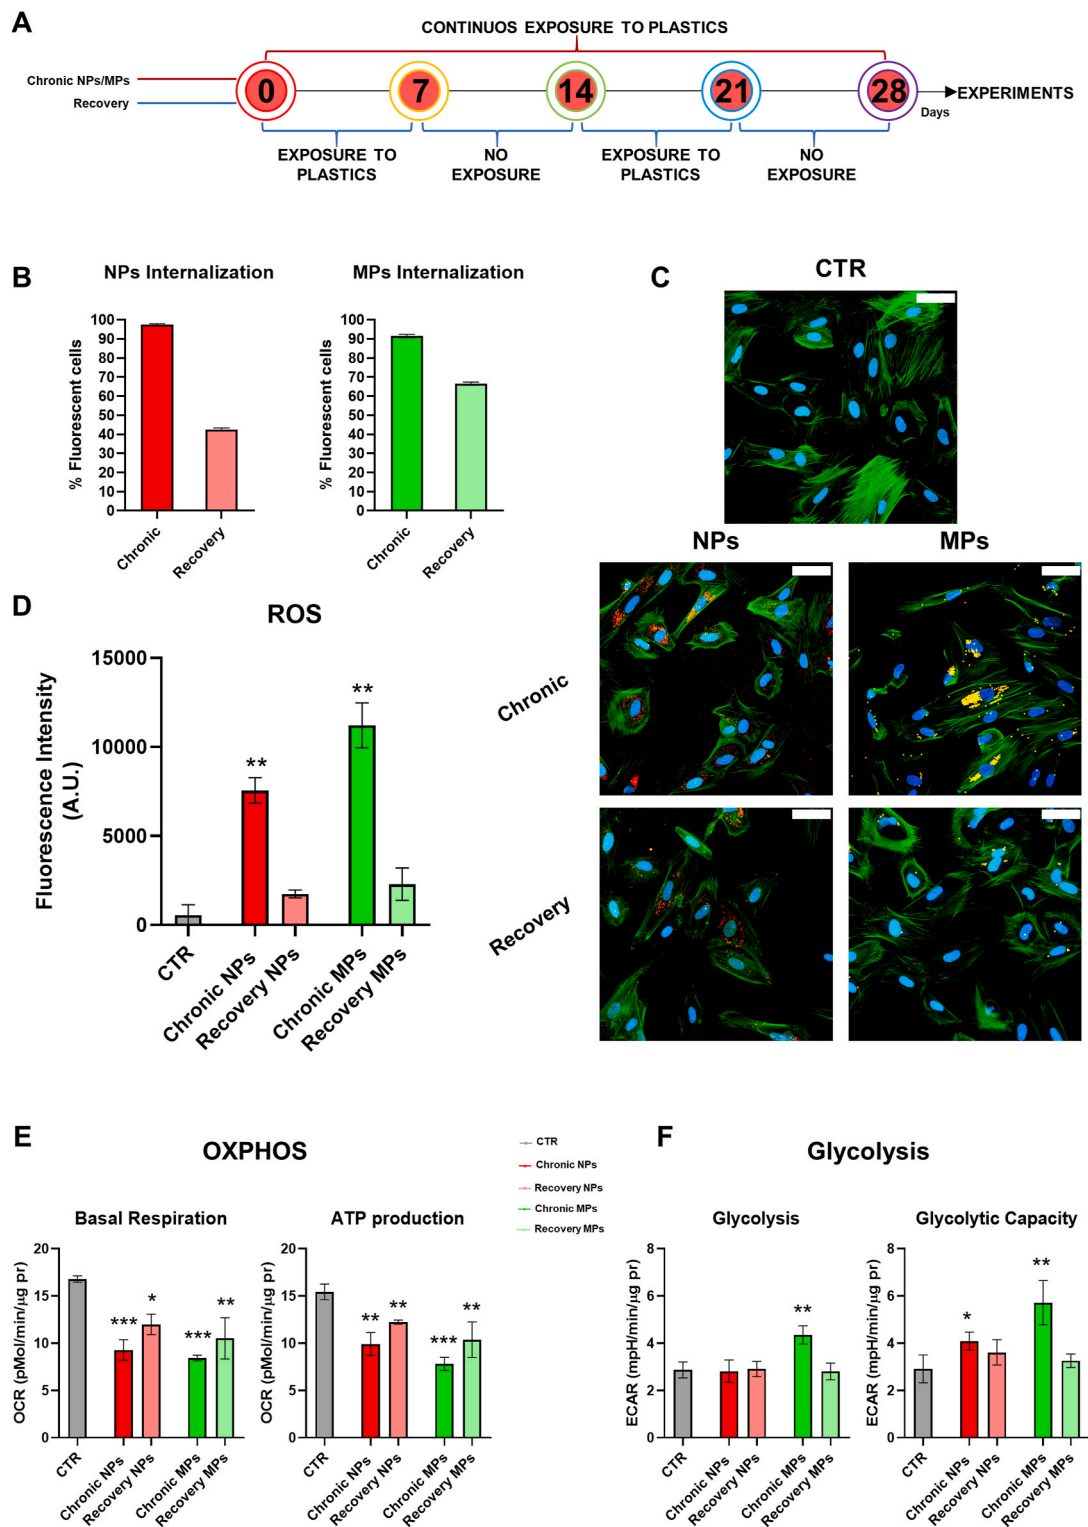 A
CONTINUOS EXPOSURE TO PLASTICS
Chronic NPs/MPs
Recovery
0
7
14
21
28
Days
EXPERIMENTS
EXPOSURE TO
PLASTICS
NO
EXPOSURE
EXPOSURE TO
PLASTICS
NO
EXPOSURE
B
NPs Internalization
% Fluorescent cells
100
90
80
70
60
50
40
30
20
10
0
Chronic
Recovery
MPs Internalization
% Fluorescent cells
100
90
80
70
60
50
40
30
20
10
0
Chronic
Recovery
C
CTR
NPs
MPs
Chronic
Recovery
D
ROS
Fluorescence Intensity
(A.U.)
15000
10000
5000
0
**
**
CTR
Chronic NPs
Recovery NPs
Chronic MPs
Recovery MPs
E
OXPHOS
CTR
Chronic NPs
Recovery NPs
Chronic MPs
Recovery MPs
Basal Respiration
OCR (pMol/min/µg pr)
20
15
10
5
0
***
*
***
**
CTR
Chronic NPs
Recovery NPs
Chronic MPs
Recovery MPs
ATP production
OCR (pMol/min/µg pr)
20
15
10
5
0
**
**
***
**
CTR
Chronic NPs
Recovery NPs
Chronic MPs
Recovery MPs
F
Glycolysis
Glycolysis
ECAR (mpH/min/µg pr)
8
6
4
2
0
**
CTR
Chronic NPs
Recovery NPs
Chronic MPs
Recovery MPs
Glycolytic Capacity
ECAR (mpH/min/µg pr)
8
6
4
2
0
*
**
CTR
Chronic NPs
Recovery NPs
Chronic MPs
Recovery MPs